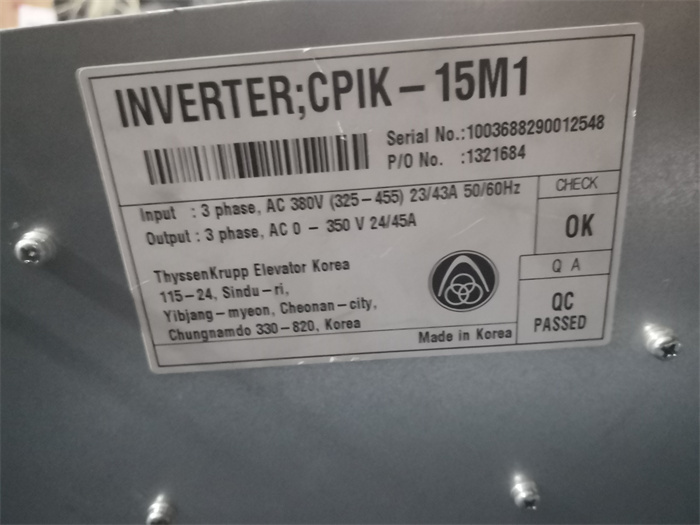 INVERTER;CPIK-15M1
Serial No.:1003688290012548
P/O No. :1321684
Input : 3 phase, AC 380V (325-455) 23/43A 50/60Hz
Output : 3 phase, AC 0 - 350 V 24/45A
CHECK
OK
ThyssenKrupp Elevator Korea
115-24, Sindu-ri,
Yibjang-myeon, Cheonan-city,
Chungnamdo 330-820, Korea
Q A
QC
PASSED
Made in Korea